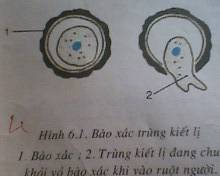 1
2
Hình 6.1. Bào xác trùng kiết lị
1. Bào xác ; 2. Trùng kiết lị đang chu
khỏi vỏ bào xác khi vào ruột người.